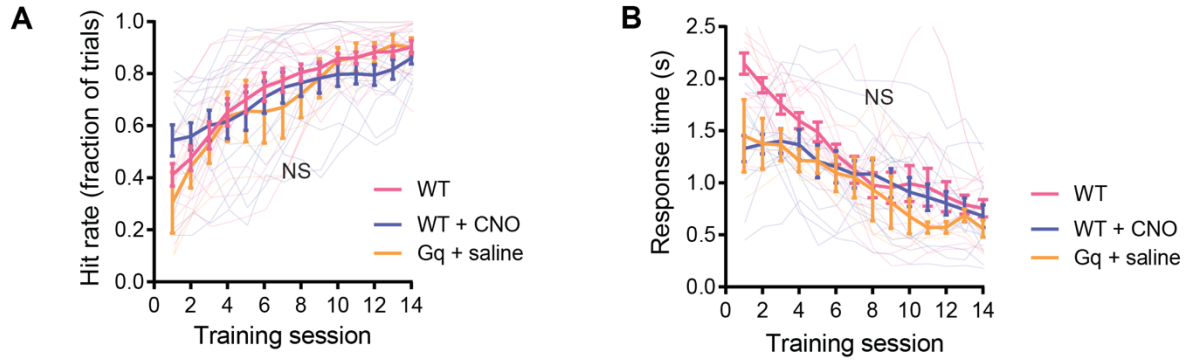 A
Hit rate (fraction of trials)
1.0
0.8
0.6
0.4
0.2
0.0
0 2 4 6 8 10 12 14
Training session
NS
WT
WT + CNO
Gq + saline
B
Response time (s)
2.5
2.0
1.5
1.0
0.5
0.0
0 2 4 6 8 10 12 14
Training session
NS
WT
WT + CNO
Gq + saline